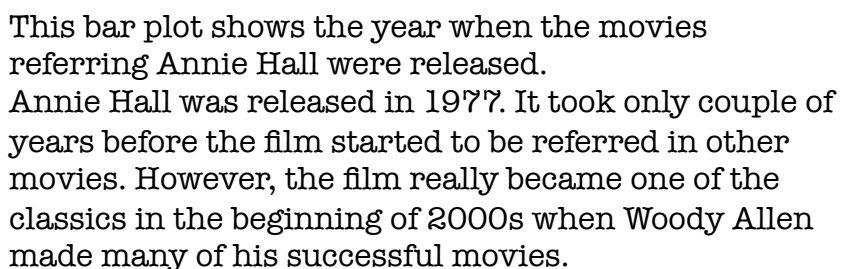 This bar plot shows the year when the movies
referring Annie Hall were released.
Annie Hall was released in 1977. It took only couple of
years before the film started to be referred in other
movies. However, the film really became one of the
classics in the beginning of 2000s when Woody Allen
made many of his successful movies.